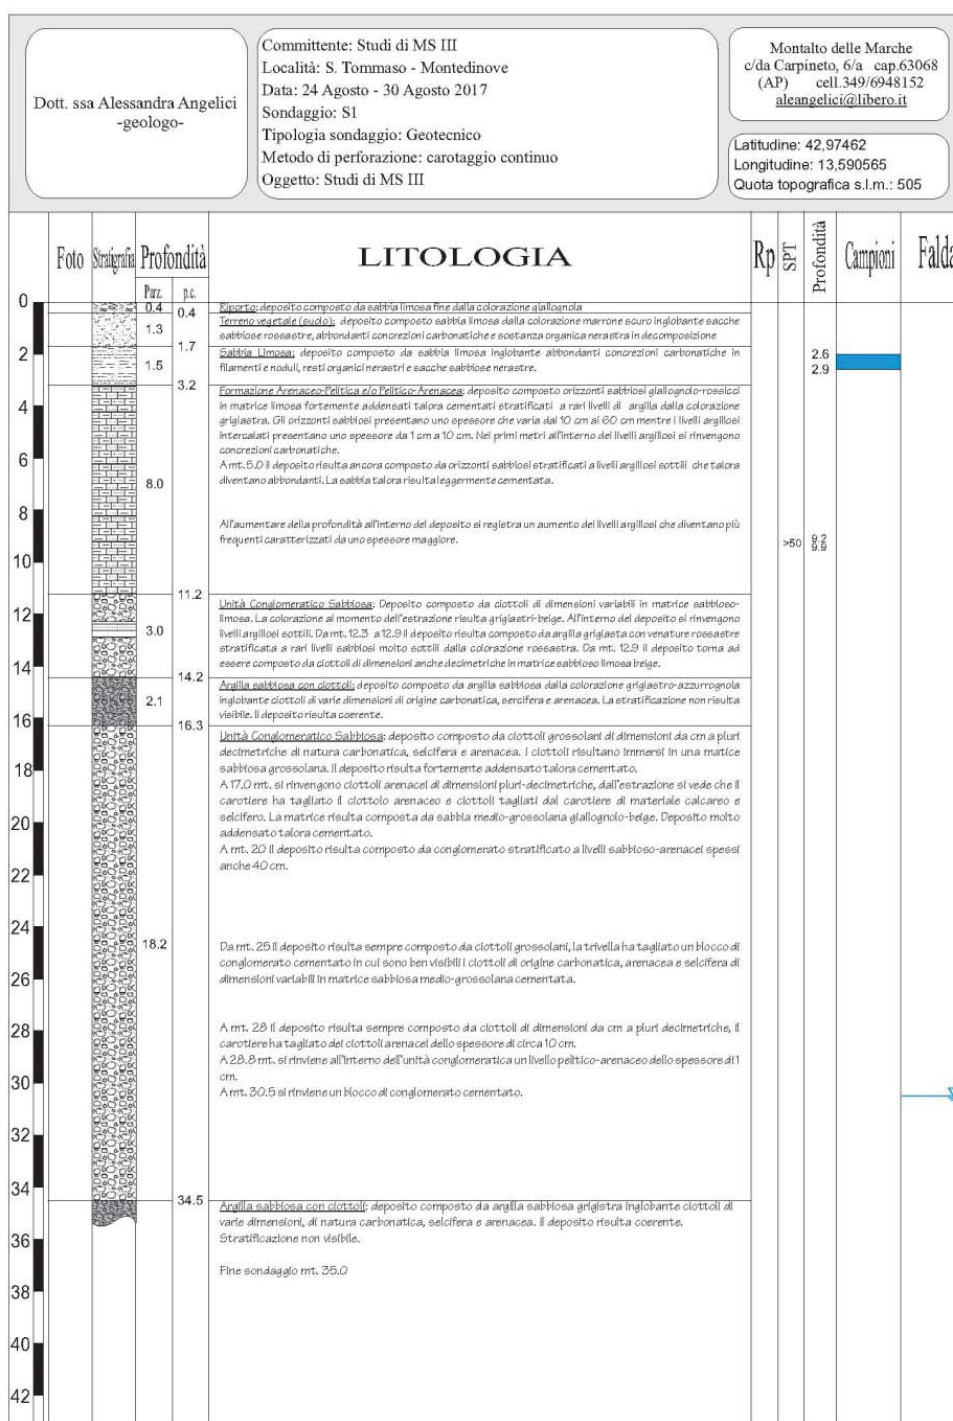 Dott. ssa Alessandra Angelici
-geologo-
Committente: Studi di MS III
Località: S. Tommaso - Montedinove
Data: 24 Agosto - 30 Agosto 2017
Sondaggio: S1
Tipologia sondaggio: Geotecnico
Metodo di perforazione: carotaggio continuo
Oggetto: Studi di MS III
Montalto delle Marche
c/da Carpineto, 6/a cap.63068
(AP) cell.349/6948152
aleangelici@libero.it
Latitudine: 42,97462
Longitudine: 13,590565
Quota topografica s.l.m.: 505
Foto Stratigrafia Profondità LITOLOGIA Rp SPT Profondità Campioni Falda
Parz. p.c.
0
0.4 0.4 Riporto: deposito composto da sabbia limosa fine dalla colorazione giallognola
1.3 Terreno vegetale (suolo): deposito composto sabbia limosa dalla colorazione marrone scuro inglobante sacche
sabbiose rossastre, abbondanti concrezioni carbonatiche e sostanza organica nerastra in decomposizione
1.7
2 1.5 Sabbia Limosa: deposito composto da sabbia limosa inglobante abbondanti concrezioni carbonatiche in 2.6
filamenti e noduli, resti organici nerastri e sacche sabbiose nerastre. 2.9
3.2
4 Formazione Arenaceo-Pelitica e/o Pelitico-Arenacea: deposito composto orizzonti sabbiosi giallognolo-rossicci
in matrice limosa fortemente addensati talora cementati stratificati a rari livelli di argilla dalla colorazione
grigiastra. Gli orizzonti sabbiosi presentano uno spessore che varia dai 10 cm ai 60 cm mentre i livelli argillosi
intercalati presentano uno spessore da 1 cm a 10 cm. Nei primi metri all'interno dei livelli argillosi si rinvengono
concrezioni carbonatiche.
6 A mt. 5.0 il deposito risulta ancora composto da orizzonti sabbiosi stratificati a livelli argillosi sottili che talora
diventano abbondanti. La sabbia talora risulta leggermente cementata.
8.0
8 All'aumentare della profondità all'interno del deposito si registra un aumento dei livelli argillosi che diventano più
frequenti caratterizzati da uno spessore maggiore. >50 9.2
9.9
10
11.2
12 Unità Conglomeratico Sabbiosa: Deposito composto da ciottoli di dimensioni variabili in matrice sabbioso-
limosa. La colorazione al momento dell'estrazione risulta grigiastri-beige. All'interno del deposito si rinvengono
3.0 livelli argillosi sottili. Da mt. 12.3 a 12.9 il deposito risulta composto da argilla grigiasta con venature rossastre
stratificata a rari livelli sabbiosi molto sottili dalla colorazione rossastra. Da mt. 12.9 il deposito torna ad
14 essere composto da ciottoli di dimensioni anche decimetriche in matrice sabbioso limosa beige.
14.2
2.1 Argilla sabbiosa con ciottoli: deposito composto da argilla sabbiosa dalla colorazione grigiastro-azzurrognola
inglobante ciottoli di varie dimensioni di origine carbonatica, sercifera e arenacea. La stratificazione non risulta
visibile. Il deposito risulta coerente.
16 16.3
Unità Conglomeratico Sabbiosa: deposito composto da ciottoli grossolani di dimensioni da cm a pluri
decimetriche di natura carbonatica, selcifera e arenacea. I ciottoli risultano immersi in una matice
18 sabbiosa grossolana. Il deposito risulta fortemente addensato talora cementato.
A 17.0 mt. si rinvengono ciottoli arenacei di dimensioni pluri-decimetriche, dall'estrazione si vede che il
carotiere ha tagliato il ciottolo arenaceo e ciottoli tagliati dal carotiere di materiale calcareo e
selcifero. La matrice risulta composta da sabbia medio-grossolana giallognolo-beige. Deposito molto
20 addensato talora cementato.
A mt. 20 il deposito risulta composto da conglomerato stratificato a livelli sabbioso-arenacei spessi
22 anche 40 cm.
24
18.2 Da mt. 25 il deposito risulta sempre composto da ciottoli grossolani, la trivella ha tagliato un blocco di
conglomerato cementato in cui sono ben visibili i ciottoli di origine carbonatica, arenacea e selcifera di
26 dimensioni variabili in matrice sabbiosa medio-grossolana cementata.
28 A mt. 28 il deposito risulta sempre composto da ciottoli di dimensioni da cm a pluri decimetriche, il
carotiere ha tagliato dei ciottoli arenacei dello spessore di circa 10 cm.
A 28.8 mt. si rinviene all'interno dell'unità conglomeratica un livello pelitico-arenaceo dello spessore di 1
cm.
30 A mt. 30.5 si rinviene un blocco di conglomerato cementato.
32
34
34.5 Argilla sabbiosa con ciottoli: deposito composto da argilla sabbiosa grigistra inglobante ciottoli di
varie dimensioni, di natura carbonatica, selcifera e arenacea. Il deposito risulta coerente.
36 Stratificazione non visibile.
Fine sondaggio mt. 35.0
38
40
42